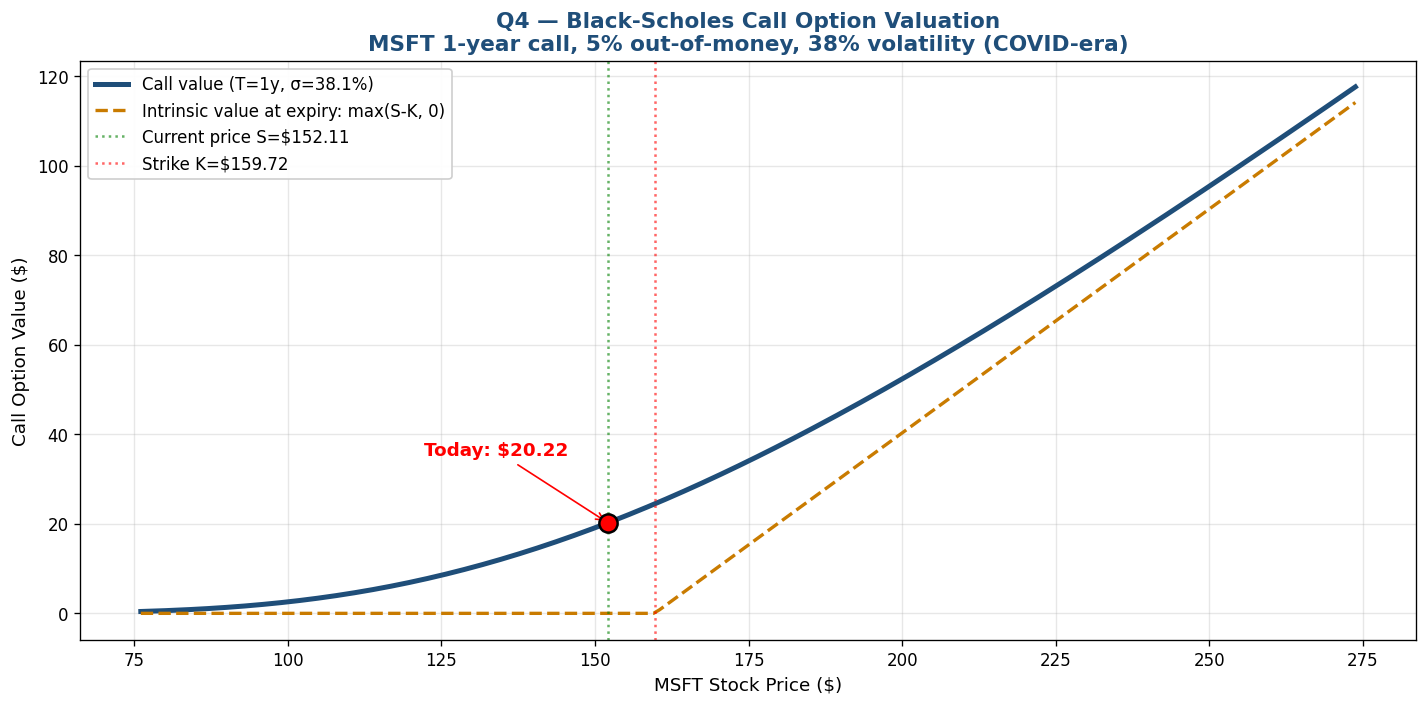 Q4 — Black-Scholes Call Option Valuation
MSFT 1-year call, 5% out-of-money, 38% volatility (COVID-era)
Call value (T=1y, σ=38.1%)
Intrinsic value at expiry: max(S-K, 0)
Current price S=$152.11
Strike K=$159.72
Call Option Value ($)
120
100
80
60
40
20
0
Today: $20.22
75
100
125
150
175
200
225
250
275
MSFT Stock Price ($)